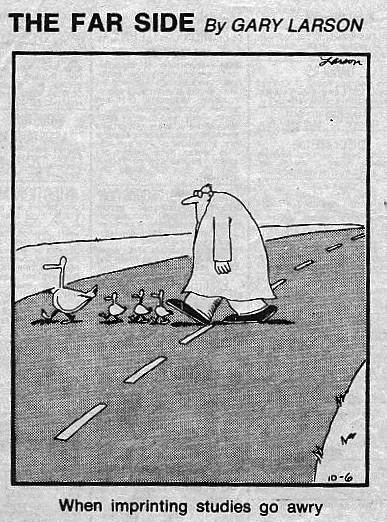 THE FAR SIDE By GARY LARSON
Larson
10-6
When imprinting studies go awry